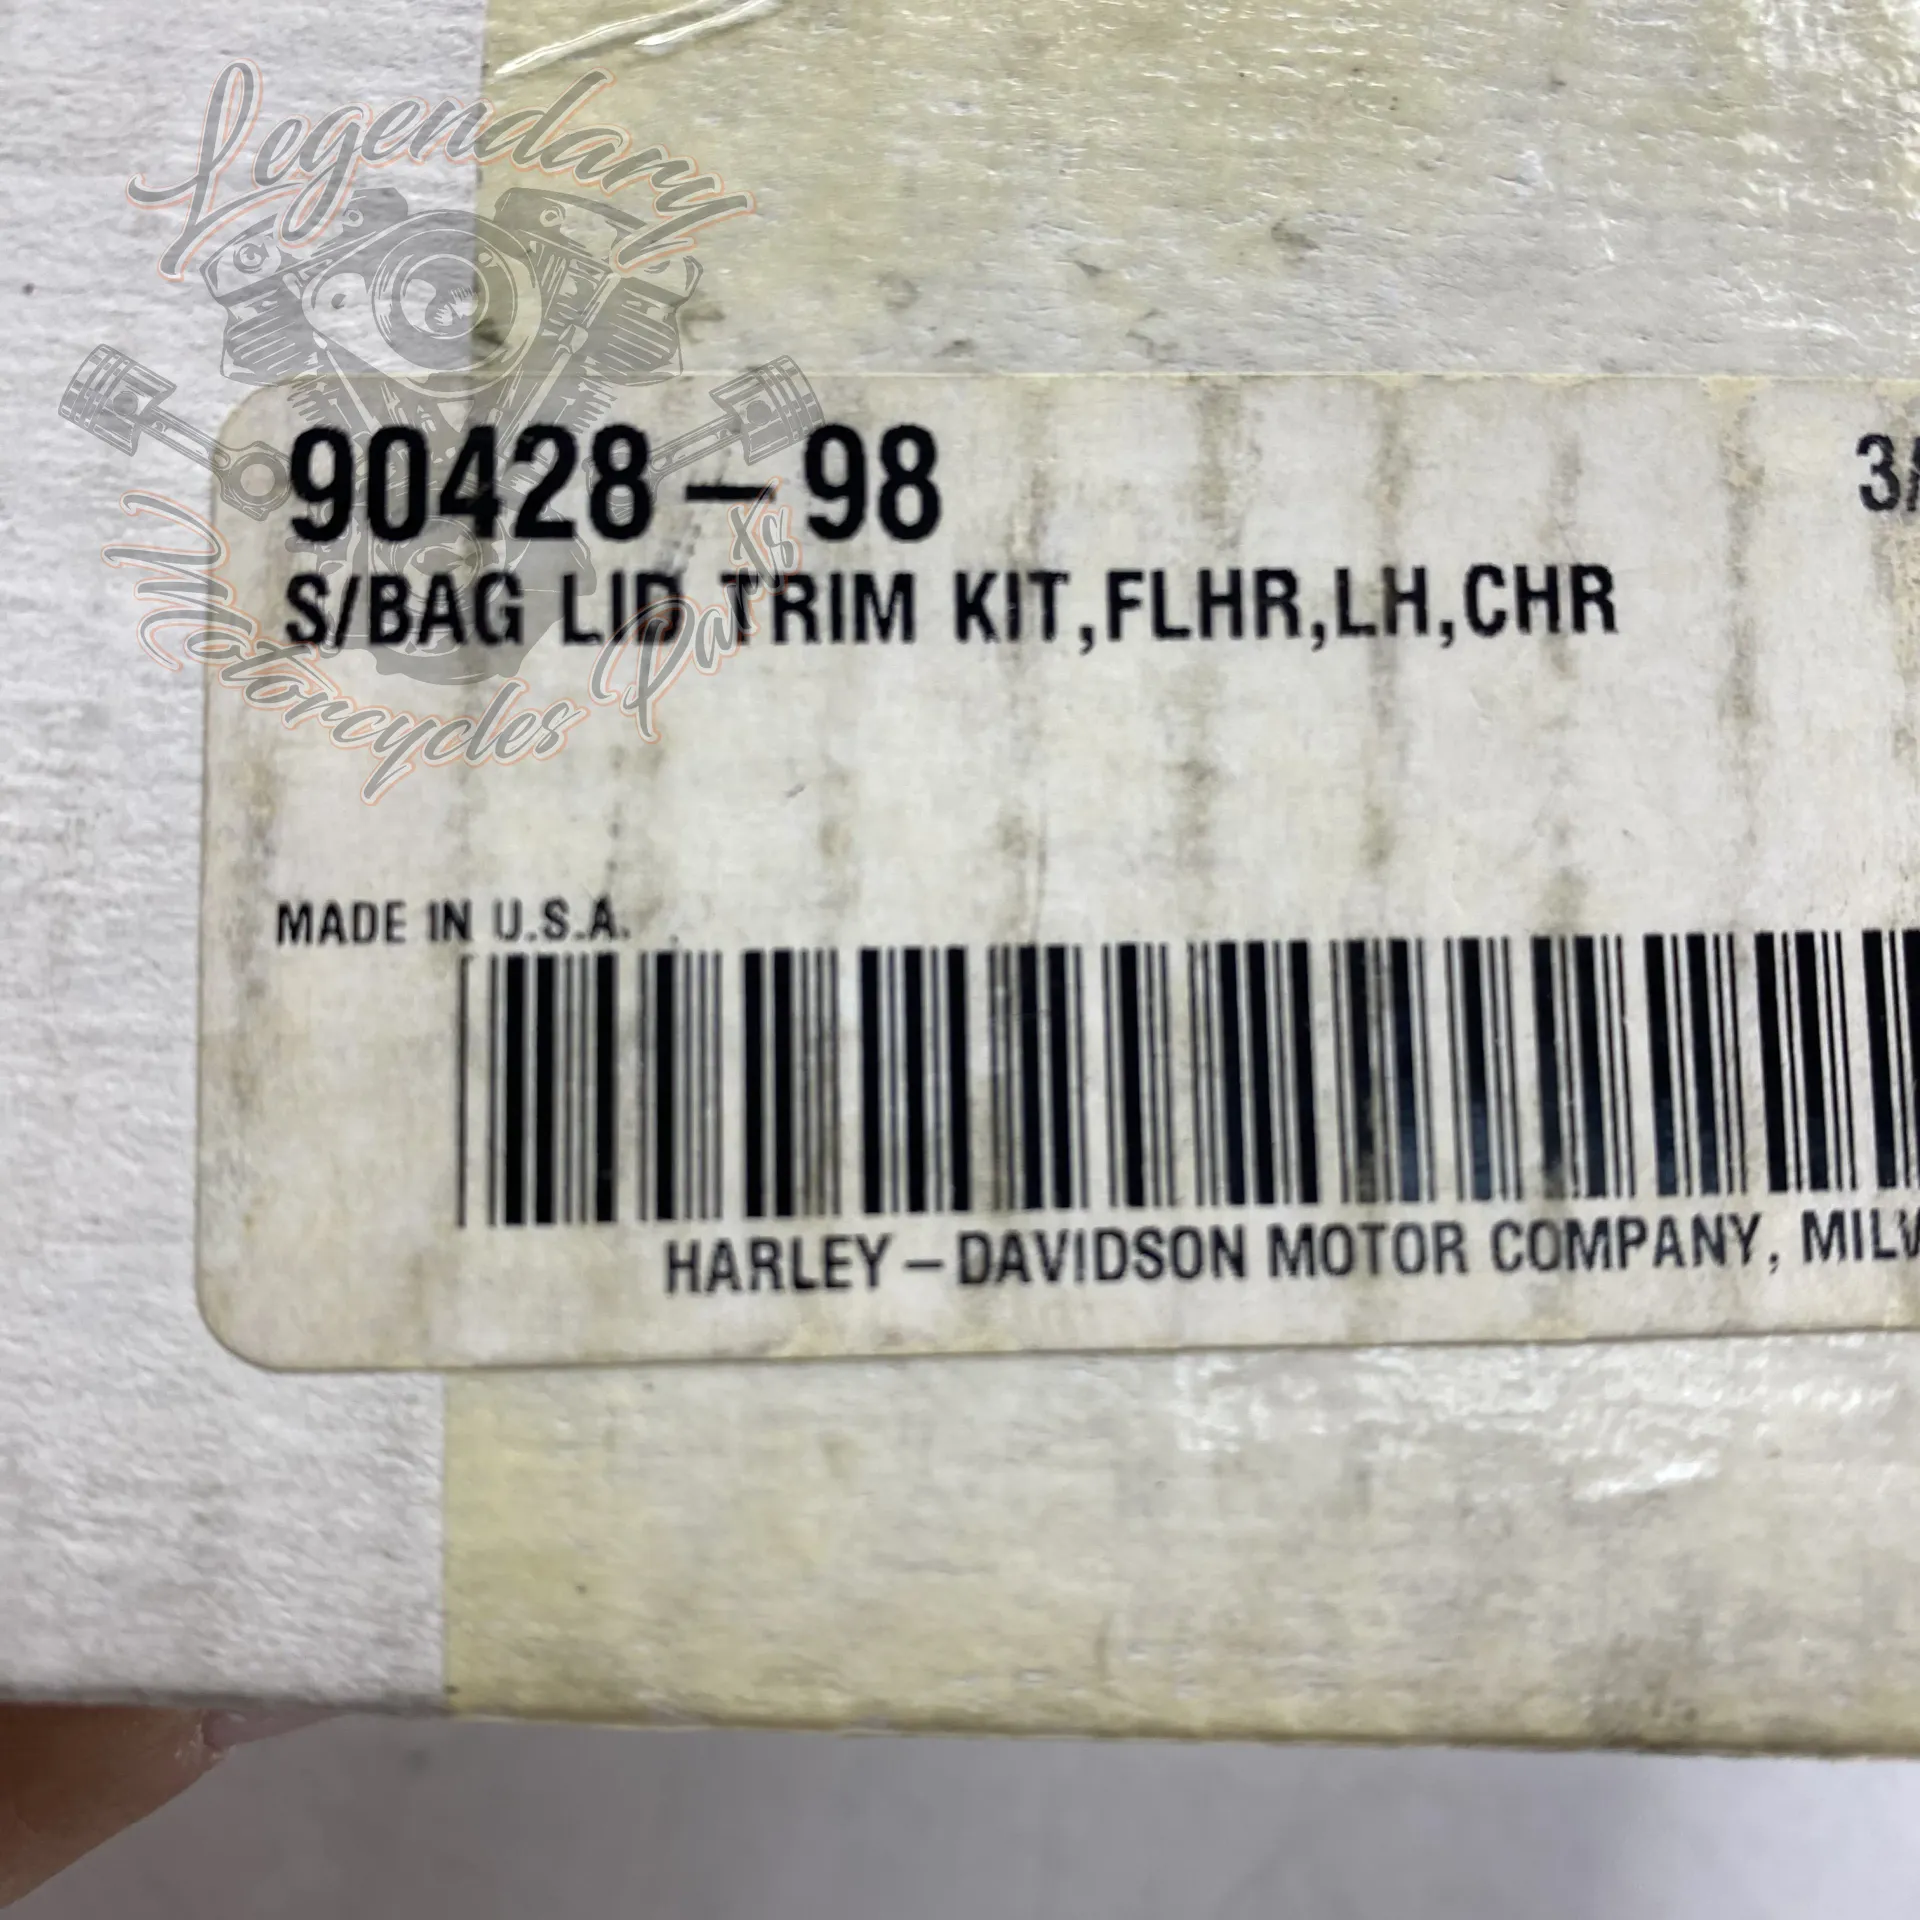 Legendary
90428-98
S/BAG LID TRIM KIT,FLHR,LH,CHR
Motorcycles Parts
MADE IN U.S.A.
HARLEY-DAVIDSON MOTOR COMPANY,